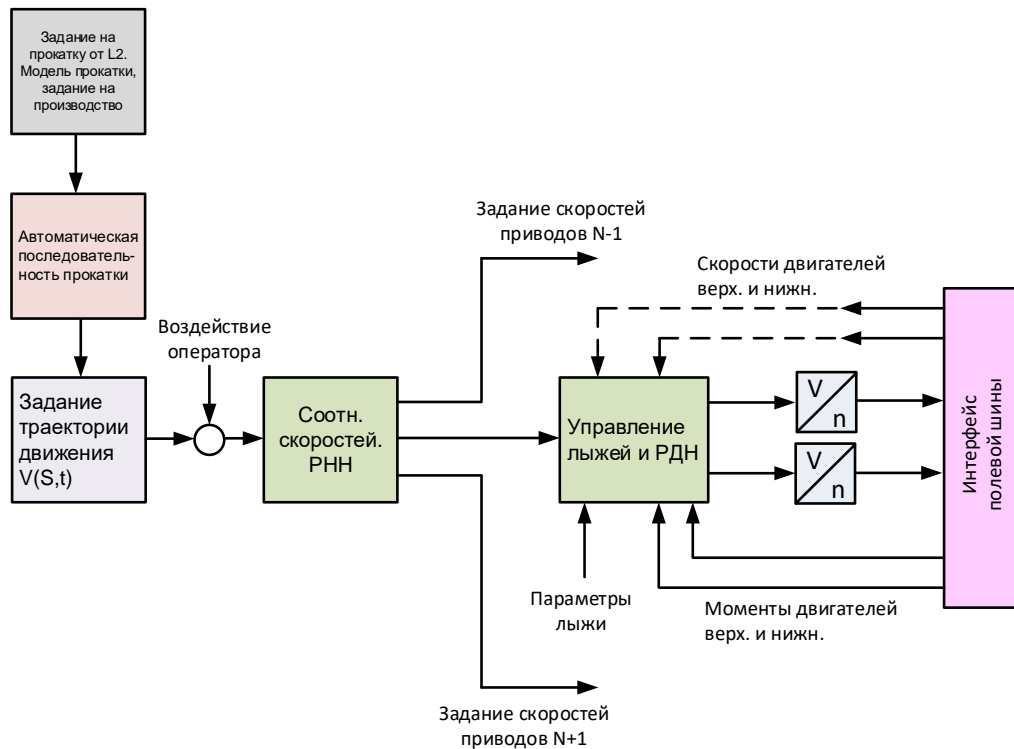 Задание на
прокатку от L2.
Модель прокатки,
задание на
производство
Автоматическая
последователь-
ность прокатки
Задание
траектории
движения
V(S,t)
Воздействие
оператора
Соотн.
скоростей.
РНН
Задание скоростей
приводов N-1
Скорости двигателей
верх. и нижн.
Управление
лыжей и РДН
V
n
V
n
Интерфейс
полевой шины
Параметры
лыжи
Моменты двигателей
верх. и нижн.
Задание скоростей
приводов N+1